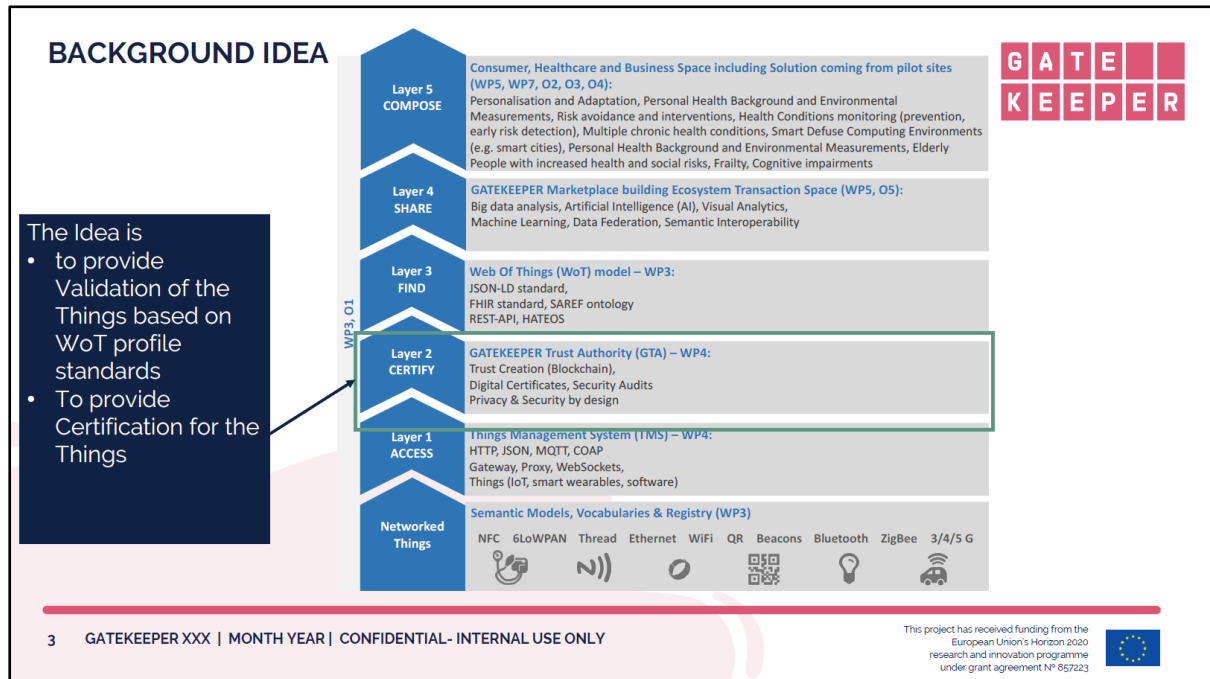 BACKGROUND IDEA
GATE
KEEPER
The Idea is
• to provide
Validation of the
Things based on
WoT profile
standards
• To provide
Certification for the
Things
WP3, O1
Layer 5
COMPOSE
Consumer, Healthcare and Business Space including Solution coming from pilot sites
(WP5, WP7, O2, O3, O4):
Personalisation and Adaptation, Personal Health Background and Environmental
Measurements, Risk avoidance and interventions, Health Conditions monitoring (prevention,
early risk detection), Multiple chronic health conditions, Smart Defuse Computing Environments
(e.g. smart cities), Personal Health Background and Environmental Measurements, Elderly
People with increased health and social risks, Frailty, Cognitive impairments
Layer 4
SHARE
GATEKEEPER Marketplace building Ecosystem Transaction Space (WP5, O5):
Big data analysis, Artificial Intelligence (AI), Visual Analytics,
Machine Learning, Data Federation, Semantic Interoperability
Layer 3
FIND
Web Of Things (WoT) model – WP3:
JSON-LD standard,
FHIR standard, SAREF ontology
REST-API, HATEOS
Layer 2
CERTIFY
GATEKEEPER Trust Authority (GTA) – WP4:
Trust Creation (Blockchain),
Digital Certificates, Security Audits
Privacy & Security by design
Layer 1
ACCESS
Things Management System (TMS) – WP4:
HTTP, JSON, MQTT, COAP
Gateway, Proxy, WebSockets,
Things (IoT, smart wearables, software)
Networked
Things
Semantic Models, Vocabularies & Registry (WP3)
NFC 6LoWPAN Thread Ethernet WiFi QR Beacons Bluetooth ZigBee 3/4/5 G
3 GATEKEEPER XXX | MONTH YEAR | CONFIDENTIAL- INTERNAL USE ONLY
This project has received funding from the
European Union's Horizon 2020
research and innovation programme
under grant agreement Nº 857223